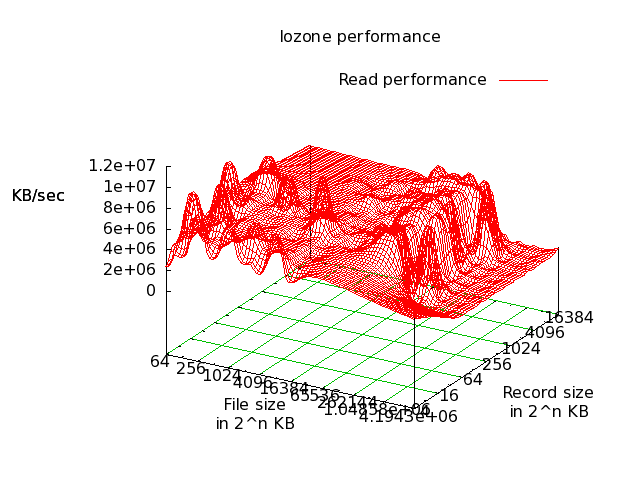 Iozone performance
Read performance
1.2e+07
1e+07
8e+06
6e+06
4e+06
2e+06
0
KB/sec
64
256
1024
4096
16384
65536
262144
1.04858e+06
4.1943e+06
File size
in 2^n KB
4
16
64
256
1024
4096
16384
Record size
in 2^n KB